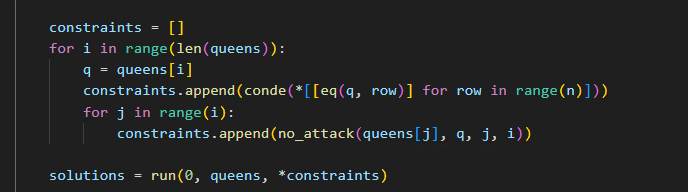 constraints = []
for i in range(len(queens)):
    q = queens[i]
    constraints.append(conde(*[[eq(q, row)] for row in range(n)]))
    for j in range(i):
        constraints.append(no_attack(queens[j], q, j, i))

solutions = run(0, queens, *constraints)